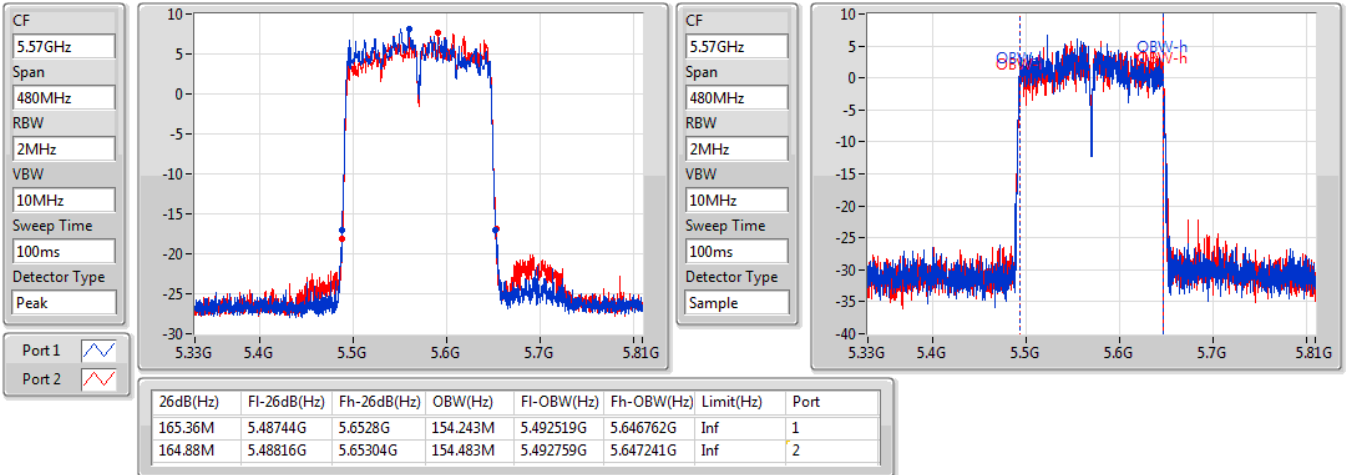 CF
5.57GHz
Span
480MHz
RBW
2MHz
VBW
10MHz
Sweep Time
100ms
Detector Type
Peak
Port 1
Port 2
10
5
0
-5
-10
-15
-20
-25
-30
5.33G 5.4G 5.5G 5.6G 5.7G 5.81G
CF
5.57GHz
Span
480MHz
RBW
2MHz
VBW
10MHz
Sweep Time
100ms
Detector Type
Sample
10
5
0
-5
-10
-15
-20
-25
-30
-35
-40
OBW-h
OBW-h
5.33G 5.4G 5.5G 5.6G 5.7G 5.81G
26dB(Hz) Fl-26dB(Hz) Fh-26dB(Hz) OBW(Hz) Fl-OBW(Hz) Fh-OBW(Hz) Limit(Hz) Port
165.36M 5.48744G 5.6528G 154.243M 5.492519G 5.646762G Inf 1
164.88M 5.48816G 5.65304G 154.483M 5.492759G 5.647241G Inf 2